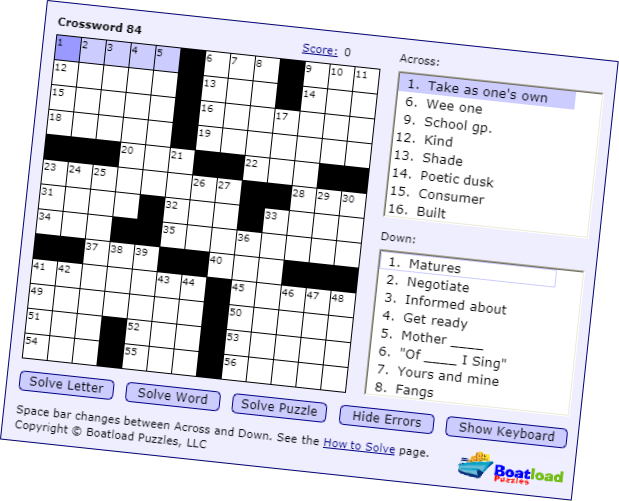 Crossword 84
Score: 0
1 2 3 4 5 6 7 8 9 10 11
12 13 14
15 16 17
18 19
20 21 22
23 24 25 26 27 28 29 30
31 32 33
34 35 36
37 38 39 40
41 42 43 44 45 46 47 48
49 50
51 52 53
54 55 56
Across:
1. Take as one's own
6. Wee one
9. School gp.
12. Kind
13. Shade
14. Poetic dusk
15. Consumer
16. Built
Down:
1. Matures
2. Negotiate
3. Informed about
4. Get ready
5. Mother ____
6. "Of ____ I Sing"
7. Yours and mine
8. Fangs
Solve Letter
Solve Word
Solve Puzzle
Hide Errors
Show Keyboard
Space bar changes between Across and Down. See the How to Solve page.
Copyright © Boatload Puzzles, LLC
Boatload
Puzzles